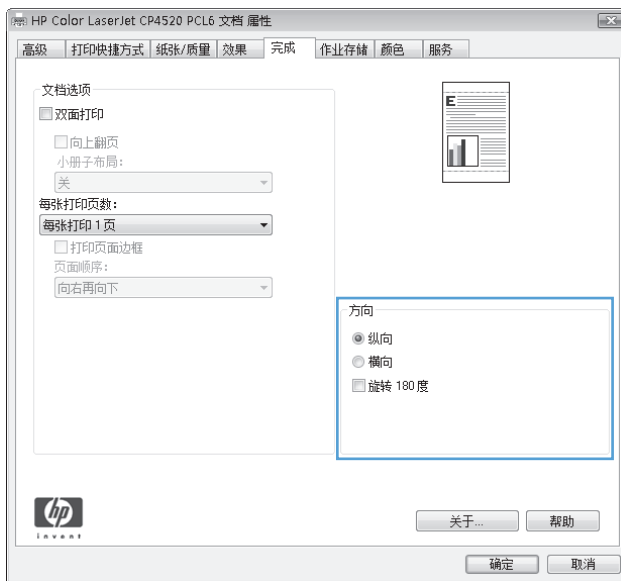 HP Color LaserJet CP4520 PCL6 文档 属性
高级 打印快捷方式 纸张/质量 效果 完成 作业存储 颜色 服务
文档选项
双面打印
向上翻页
小册子布局:
关
每张打印页数:
每张打印 1 页
打印页面边框
页面顺序:
向右再向下
E
方向
纵向
横向
旋转 180 度
hp
invent
关于... 帮助
确定 取消